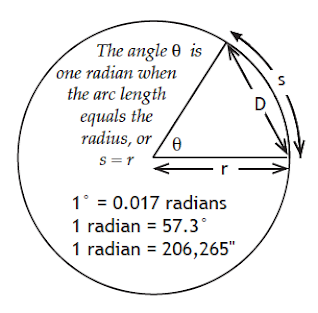 The angle θ is
one radian when
the arc length
equals the
radius, or
s = r
θ
s
D
r
1° = 0.017 radians
1 radian = 57.3°
1 radian = 206,265"